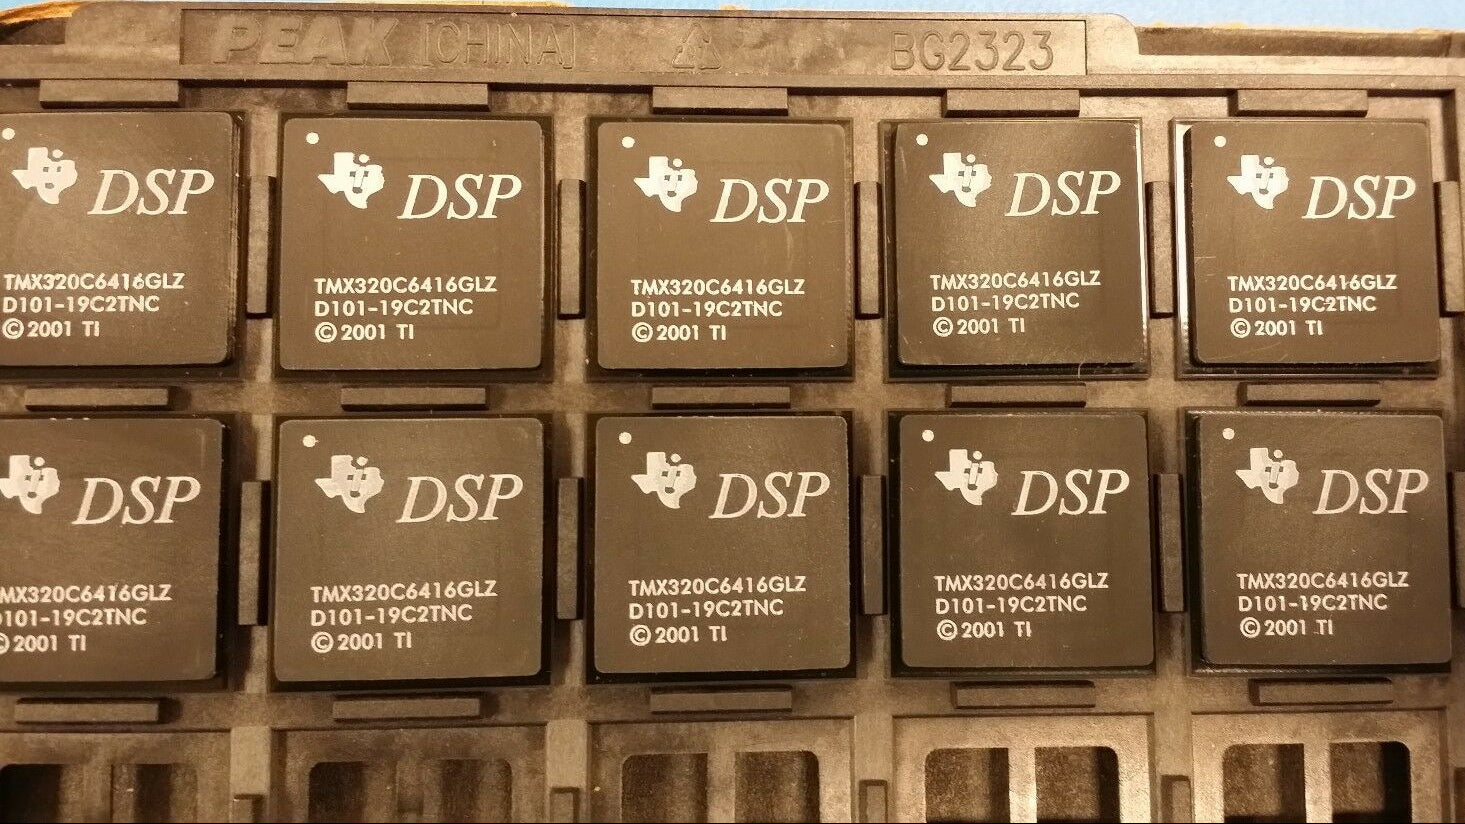 PEAK [CHINA] BG2323
DSP DSP DSP DSP DSP
TMX320C6416GLZ TMX320C6416GLZ TMX320C6416GLZ TMX320C6416GLZ TMX320C6416GLZ
D101-19C2TNC D101-19C2TNC D101-19C2TNC D101-19C2TNC D101-19C2TNC
©2001 TI ©2001 TI ©2001 TI ©2001 TI ©2001 TI
DSP DSP DSP DSP DSP
MX320C6416GLZ TMX320C6416GLZ TMX320C6416GLZ TMX320C6416GLZ TMX320C6416GLZ
D101-19C2TNC D101-19C2TNC D101-19C2TNC D101-19C2TNC D101-19C2TNC
©2001 TI ©2001 TI ©2001 TI ©2001 TI ©2001 TI